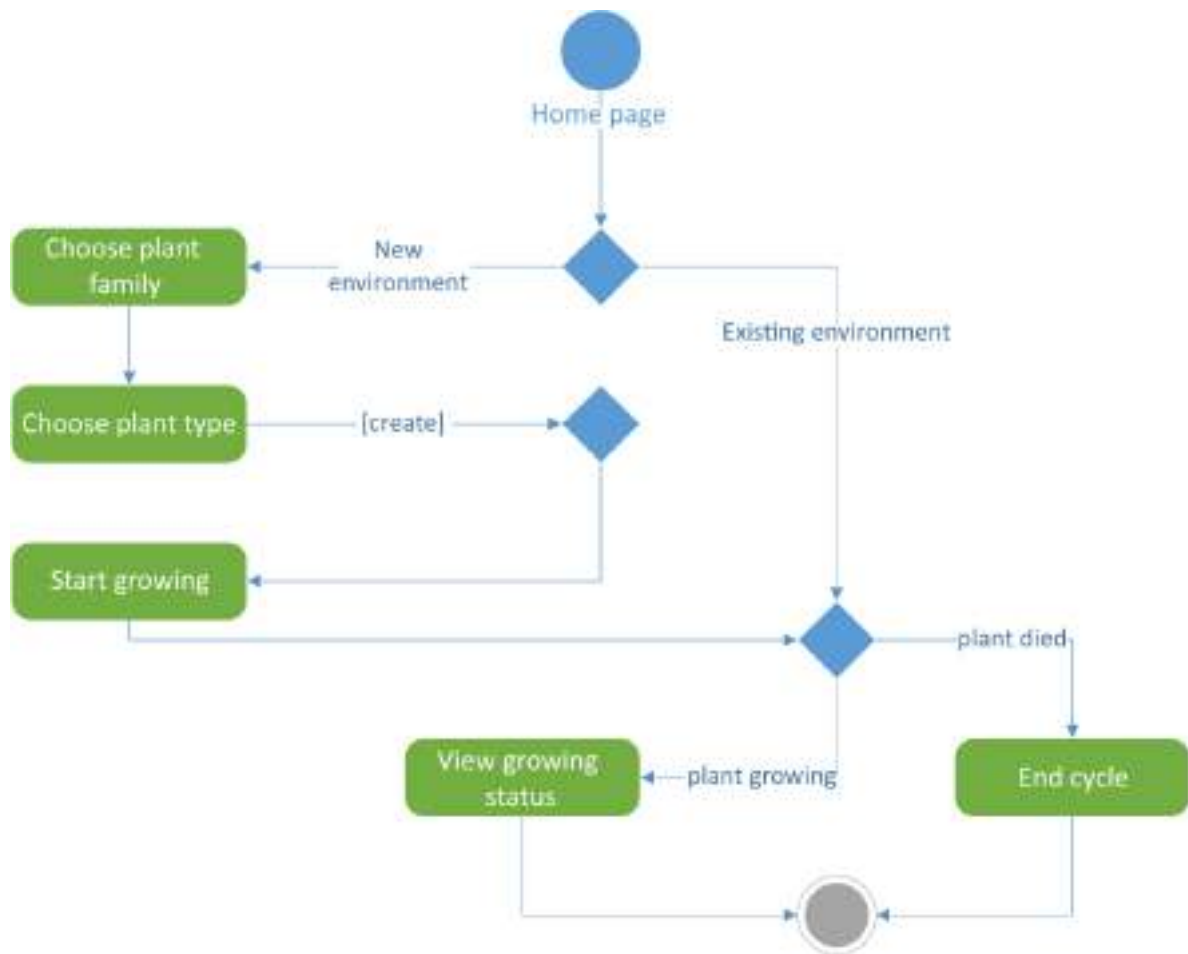 Home page
Choose plant
family
New
environment
Existing environment
Choose plant type
[create]
Start growing
plant died
View growing
status
plant growing
End cycle